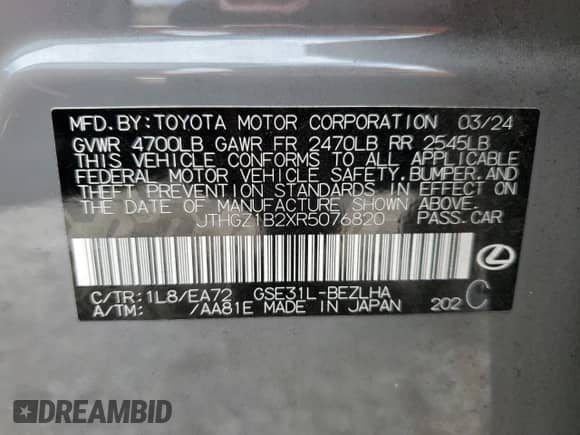 MFD.BY:TOYOTA MOTOR CORPORATION 03/24
GVWR 4700LB GAWR FR 2470LB RR 2545LB
THIS VEHICLE CONFORMS TO ALL APPLICABLE
FEDERAL MOTOR VEHICLE SAFETY,BUMPER,AND
THEFT PREVENTION STANDARDS IN EFFECT ON
THE DATE OF MANUFACTURE SHOWN ABOVE.
JTHGZ1B2XR5076820 PASS.CAR
C/TR:1L8/EA72 GSE31L-BEZLHA
A/TM: /AA81E MADE IN JAPAN 202 C
DREAMBID